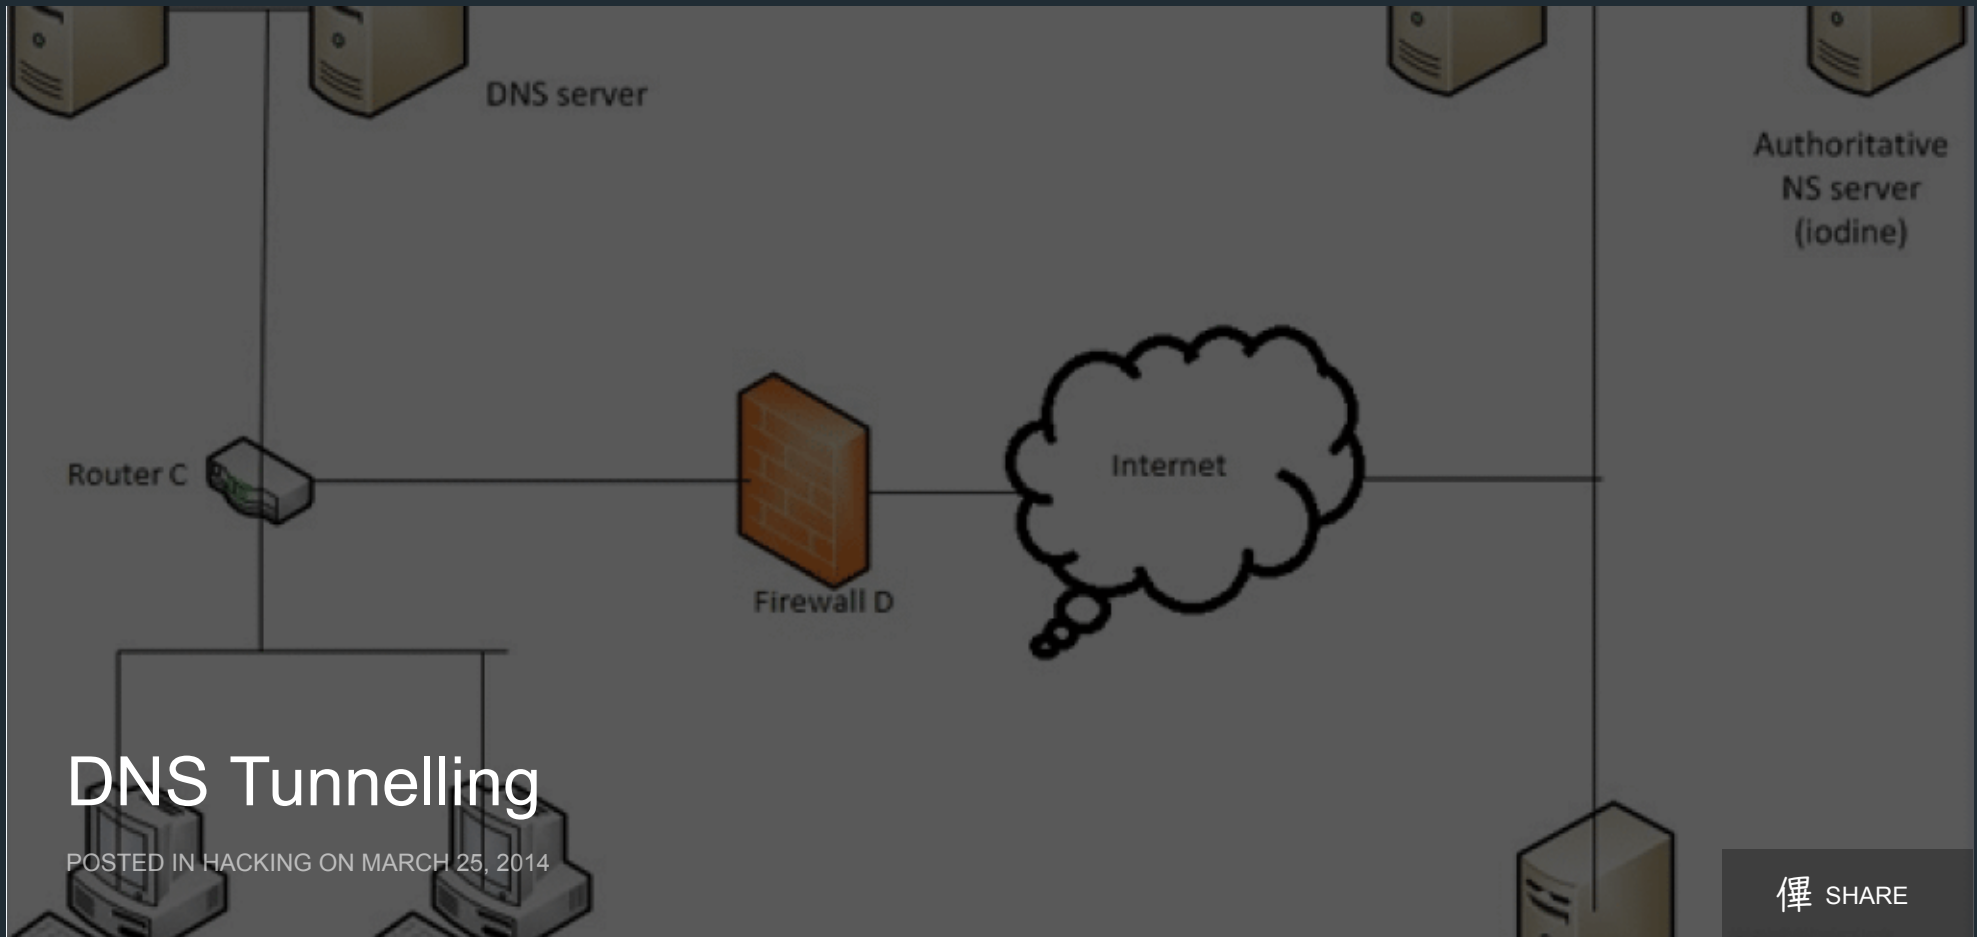 DNS server
Authoritative
NS server
(iodine)
Router C
Internet
Firewall D
DNS Tunnelling
POSTED IN HACKING ON MARCH 25, 2014
SHARE